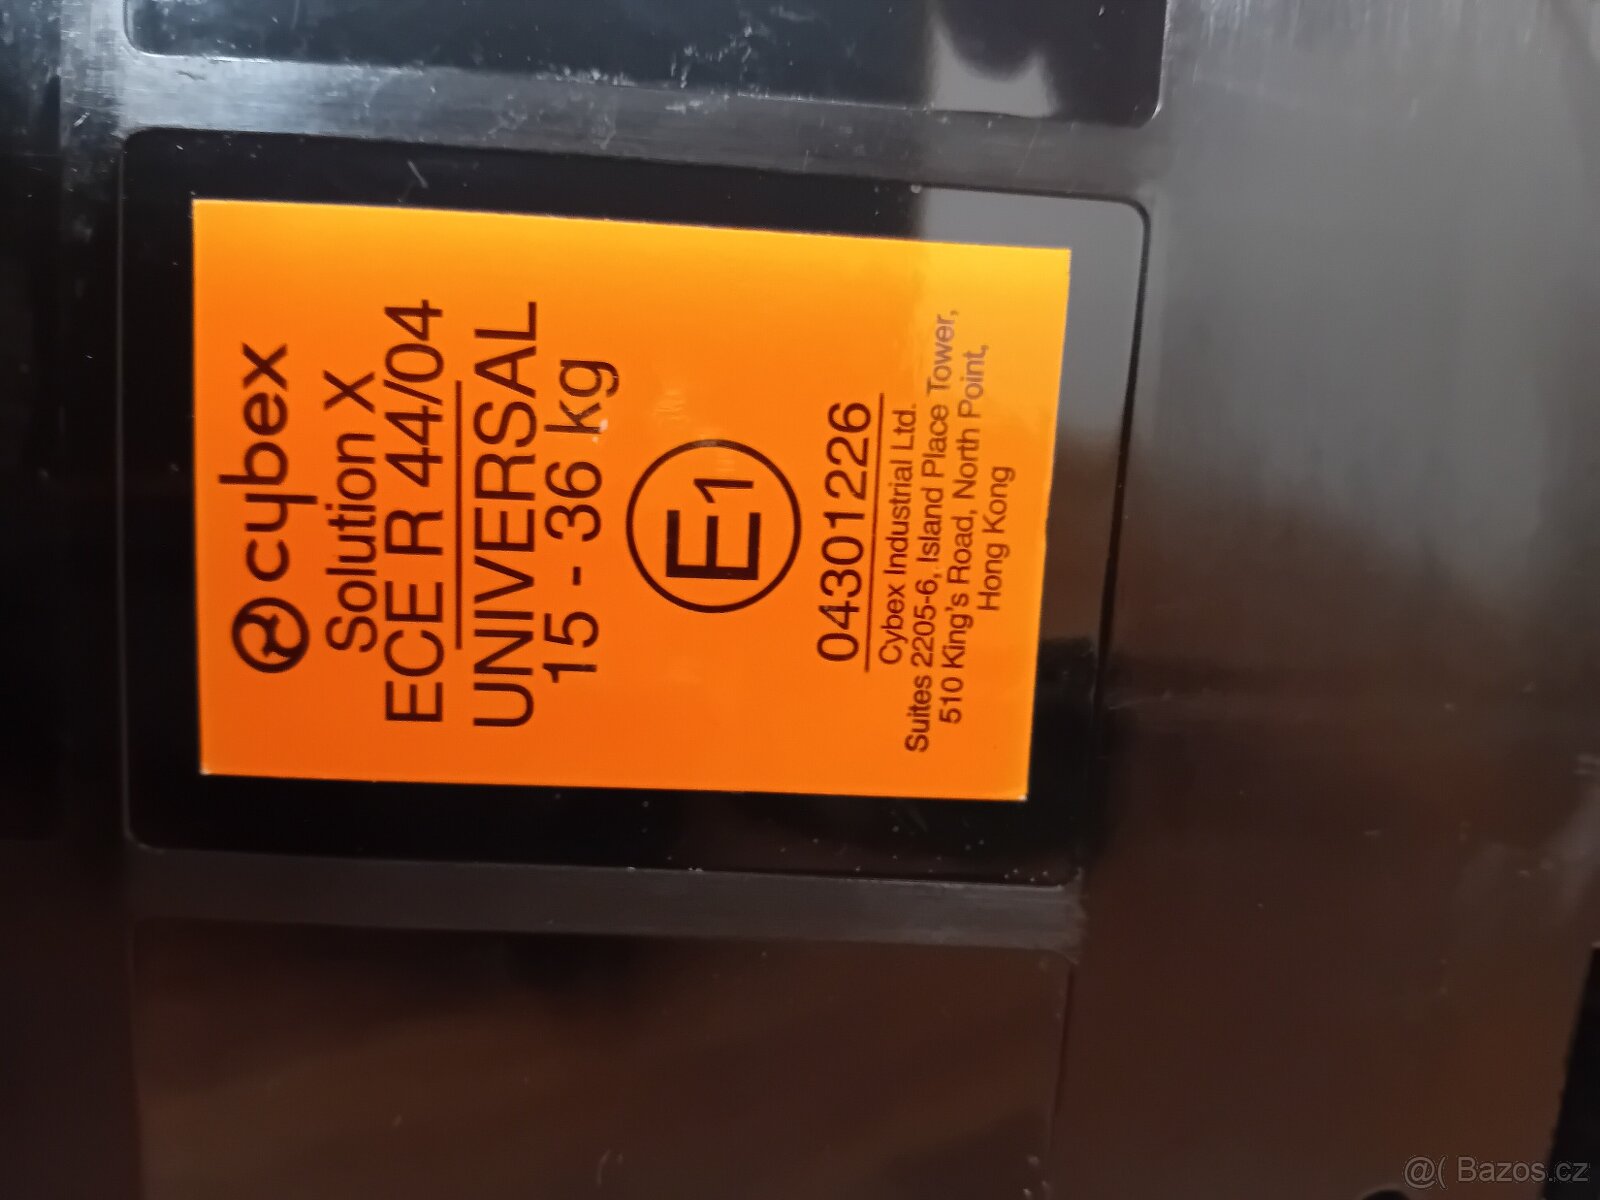 cybex
Solution X
ECE R 44/04
UNIVERSAL
15 - 36 kg
E1
04301226
Cybex Industrial Ltd.
Suites 2205-6, Island Place Tower,
510 King's Road, North Point,
Hong Kong
@( Bazos.cz